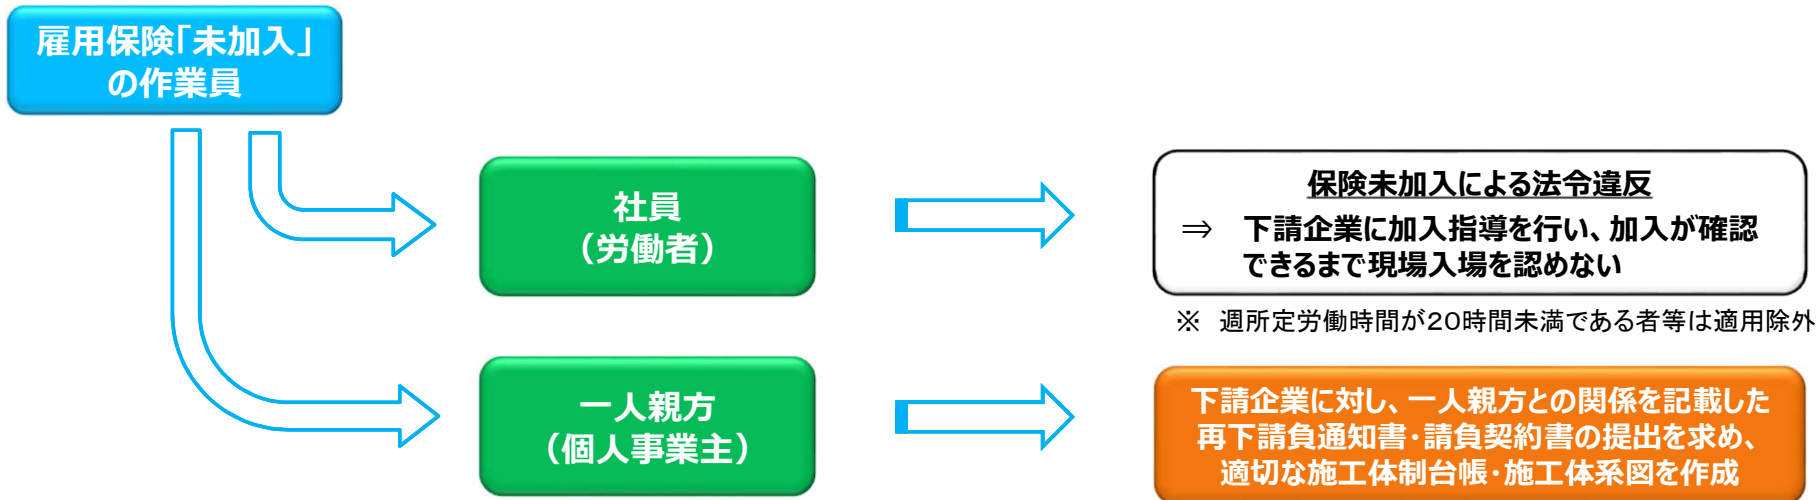 雇用保険｢未加入｣
の作業員
社員
（労働者）
保険未加入による法令違反
⇒　下請企業に加入指導を行い、加入が確認
できるまで現場入場を認めない
※　週所定労働時間が20時間未満である者等は適用除外
一人親方
（個人事業主）
下請企業に対し、一人親方との関係を記載した
再下請負通知書・請負契約書の提出を求め、
適切な施工体制台帳・施工体系図を作成